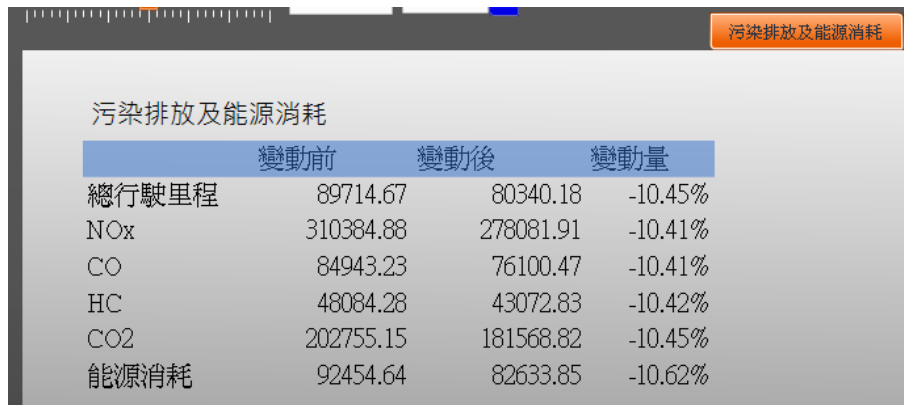 污染排放及能源消耗
污染排放及能源消耗
變動前 變動後 變動量
總行駛里程 89714.67 80340.18 -10.45%
NOx 310384.88 278081.91 -10.41%
CO 84943.23 76100.47 -10.41%
HC 48084.28 43072.83 -10.42%
CO2 202755.15 181568.82 -10.45%
能源消耗 92454.64 82633.85 -10.62%